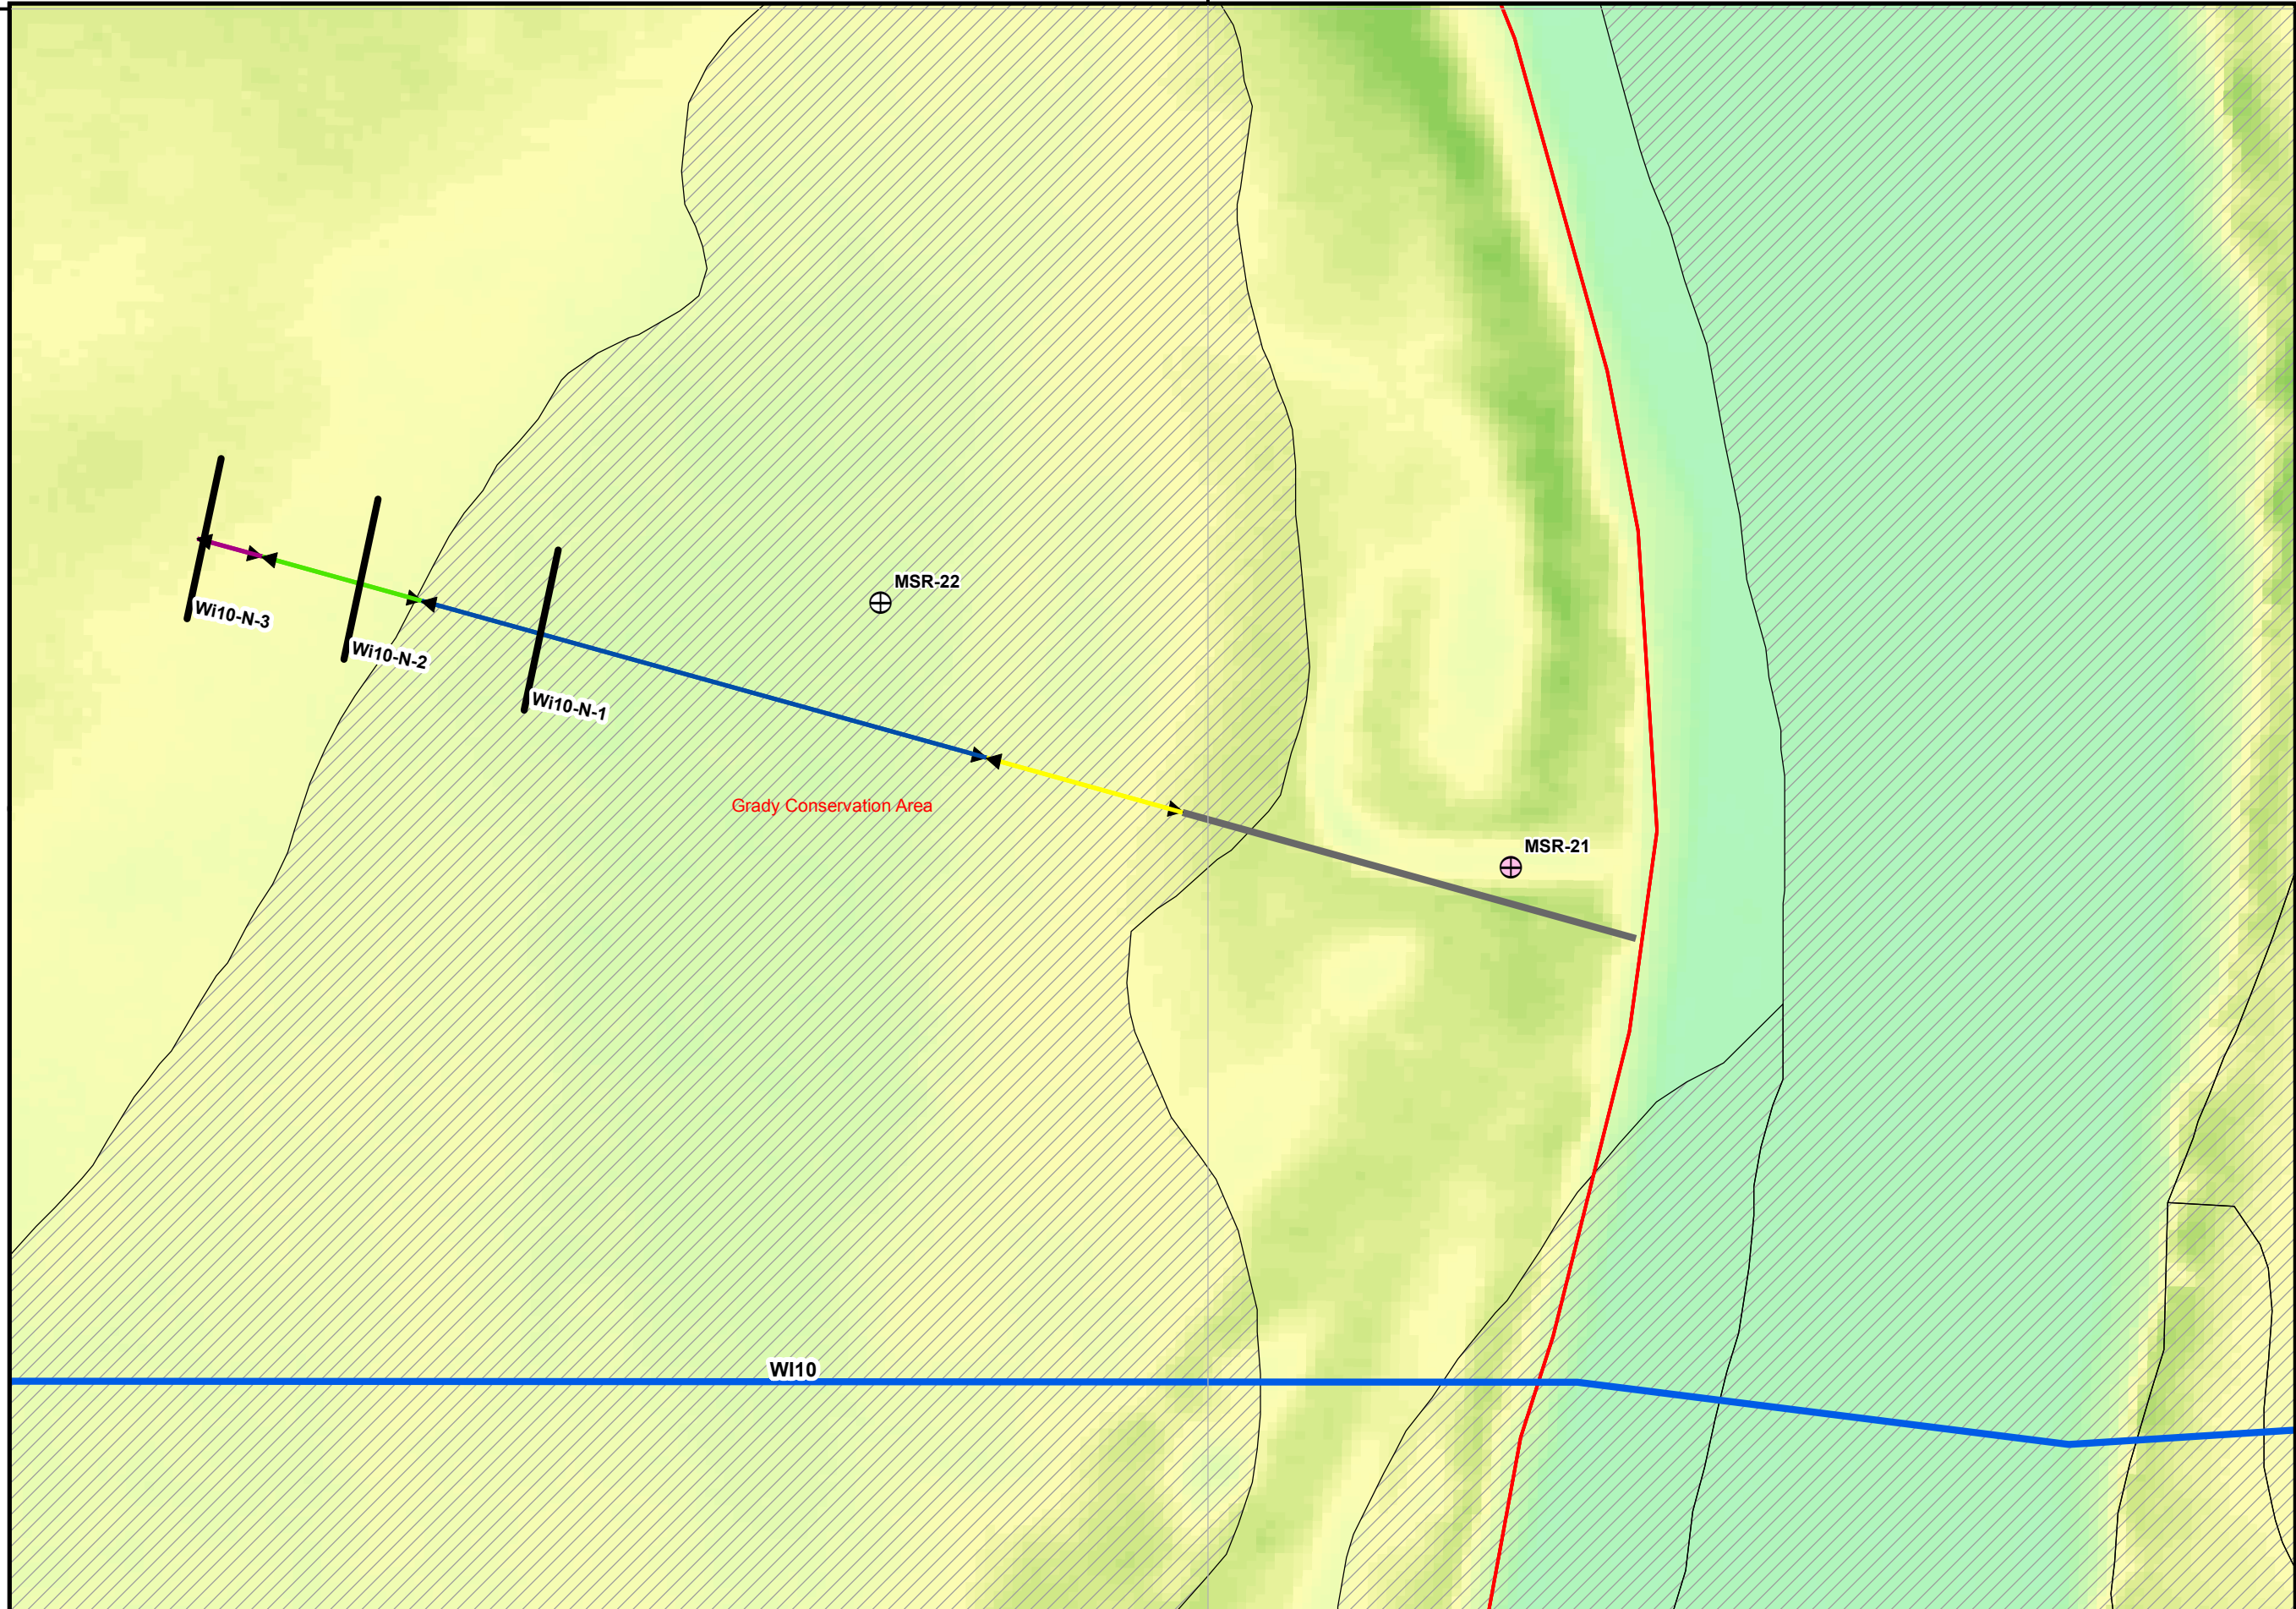 MSR-22
Wi10-N-3
Wi10-N-2
Wi10-N-1
Grady Conservation Area
MSR-21
WI10